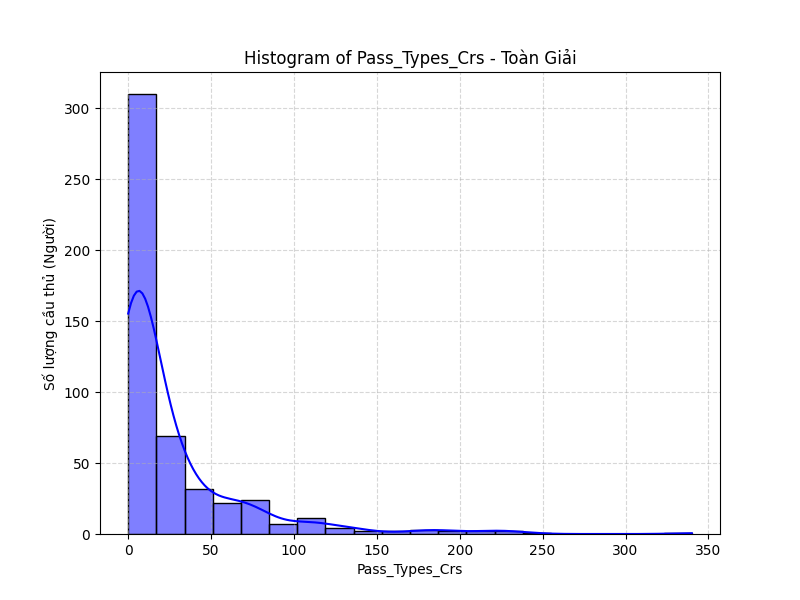 Histogram of Pass_Types_Crs - Toàn Giải
Số lượng cầu thủ (Người)
300
250
200
150
100
50
0
0 50 100 150 200 250 300 350
Pass_Types_Crs